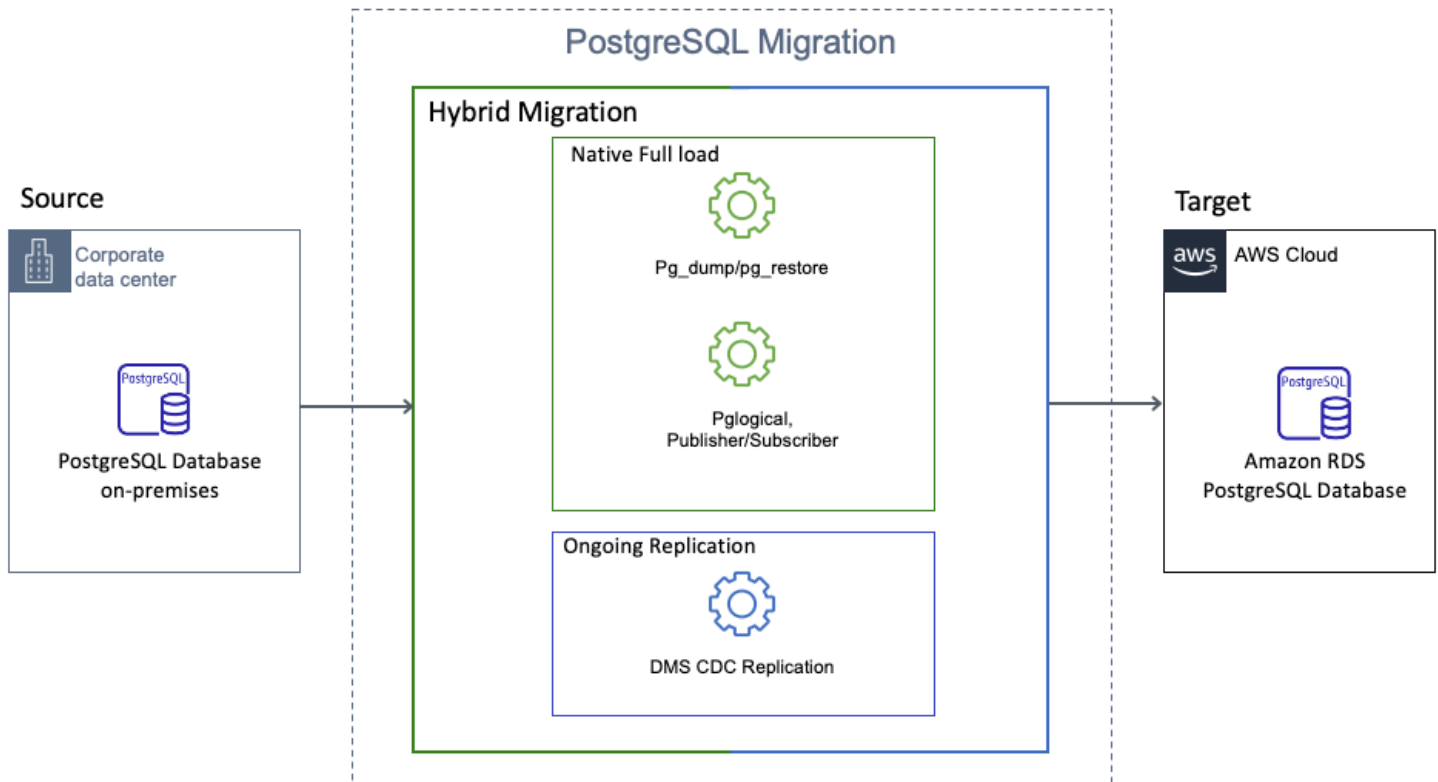 PostgreSQL Migration
Hybrid Migration
Native Full load
Pg_dump/pg_restore
Pglogical,
Publisher/Subscriber
Ongoing Replication
DMS CDC Replication
Source
Corporate
data center
PostgreSQL
PostgreSQL Database
on-premises
Target
aws
AWS Cloud
PostgreSQL
Amazon RDS
PostgreSQL Database